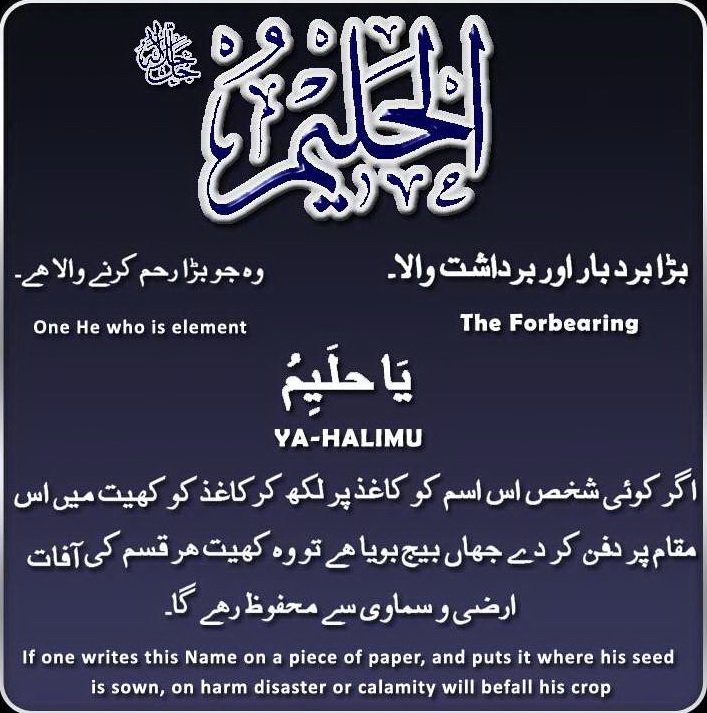 الْحَلِيْمُ
جل جلالہ
بڑا بردبار اور برداشت والا۔
وہ جو بڑا رحم کرنے والا ھے۔
The Forbearing
One He who is element
يَا حلَيِمُ
YA-HALIMU
اگر کوئی شخص اس اسم کو کاغذ پر لکھ کر کاغذ کو کھیت میں اس
مقام پر دفن کر دے جھاں بیج بویا ھے تو وہ کھیت ھر قسم کی آفات
ارضی و سماوی سے محفوظ رھے گا۔
If one writes this Name on a piece of paper, and puts it where his seed
is sown, on harm disaster or calamity will befall his crop